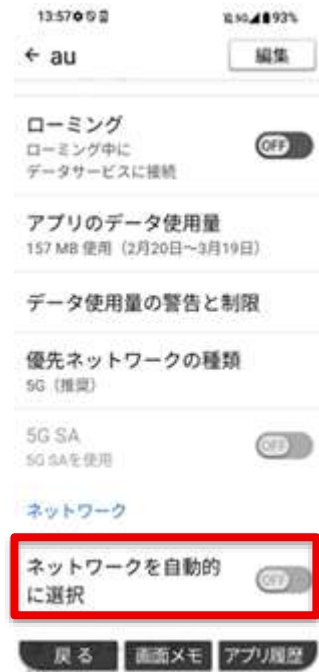 13:57
93%
← au
編集
ローミング
ローミング中に
データサービスに接続
OFF
アプリのデータ使用量
157 MB 使用（2月20日～3月19日）
データ使用量の警告と制限
優先ネットワークの種類
5G（推奨）
5G SA
5G SAを使用
OFF
ネットワーク
ネットワークを自動的
に選択
OFF
戻る 画面メモ アプリ履歴